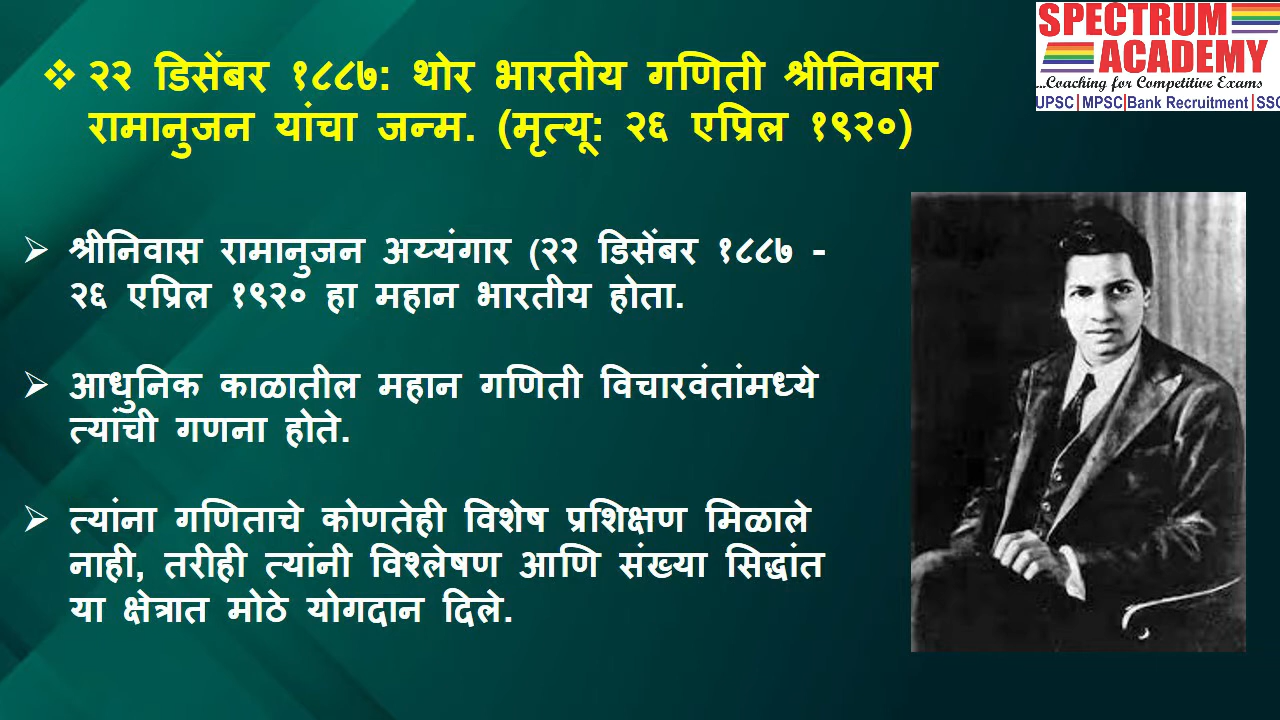 ❖ २२ डिसेंबर १८८७: थोर भारतीय गणिती श्रीनिवास
रामानुजन यांचा जन्म. (मृत्यू: २६ एप्रिल १९२०)
SPECTRUM
ACADEMY
...Coaching for Competitive Exams
UPSC|MPSC|Bank Recruitment|SSC
➢ श्रीनिवास रामानुजन अय्यंगार (२२ डिसेंबर १८८७ -
२६ एप्रिल १९२० हा महान भारतीय होता.
➢ आधुनिक काळातील महान गणिती विचारवंतांमध्ये
त्यांची गणना होते.
➢ त्यांना गणिताचे कोणतेही विशेष प्रशिक्षण मिळाले
नाही, तरीही त्यांनी विश्लेषण आणि संख्या सिद्धांत
या क्षेत्रात मोठे योगदान दिले.